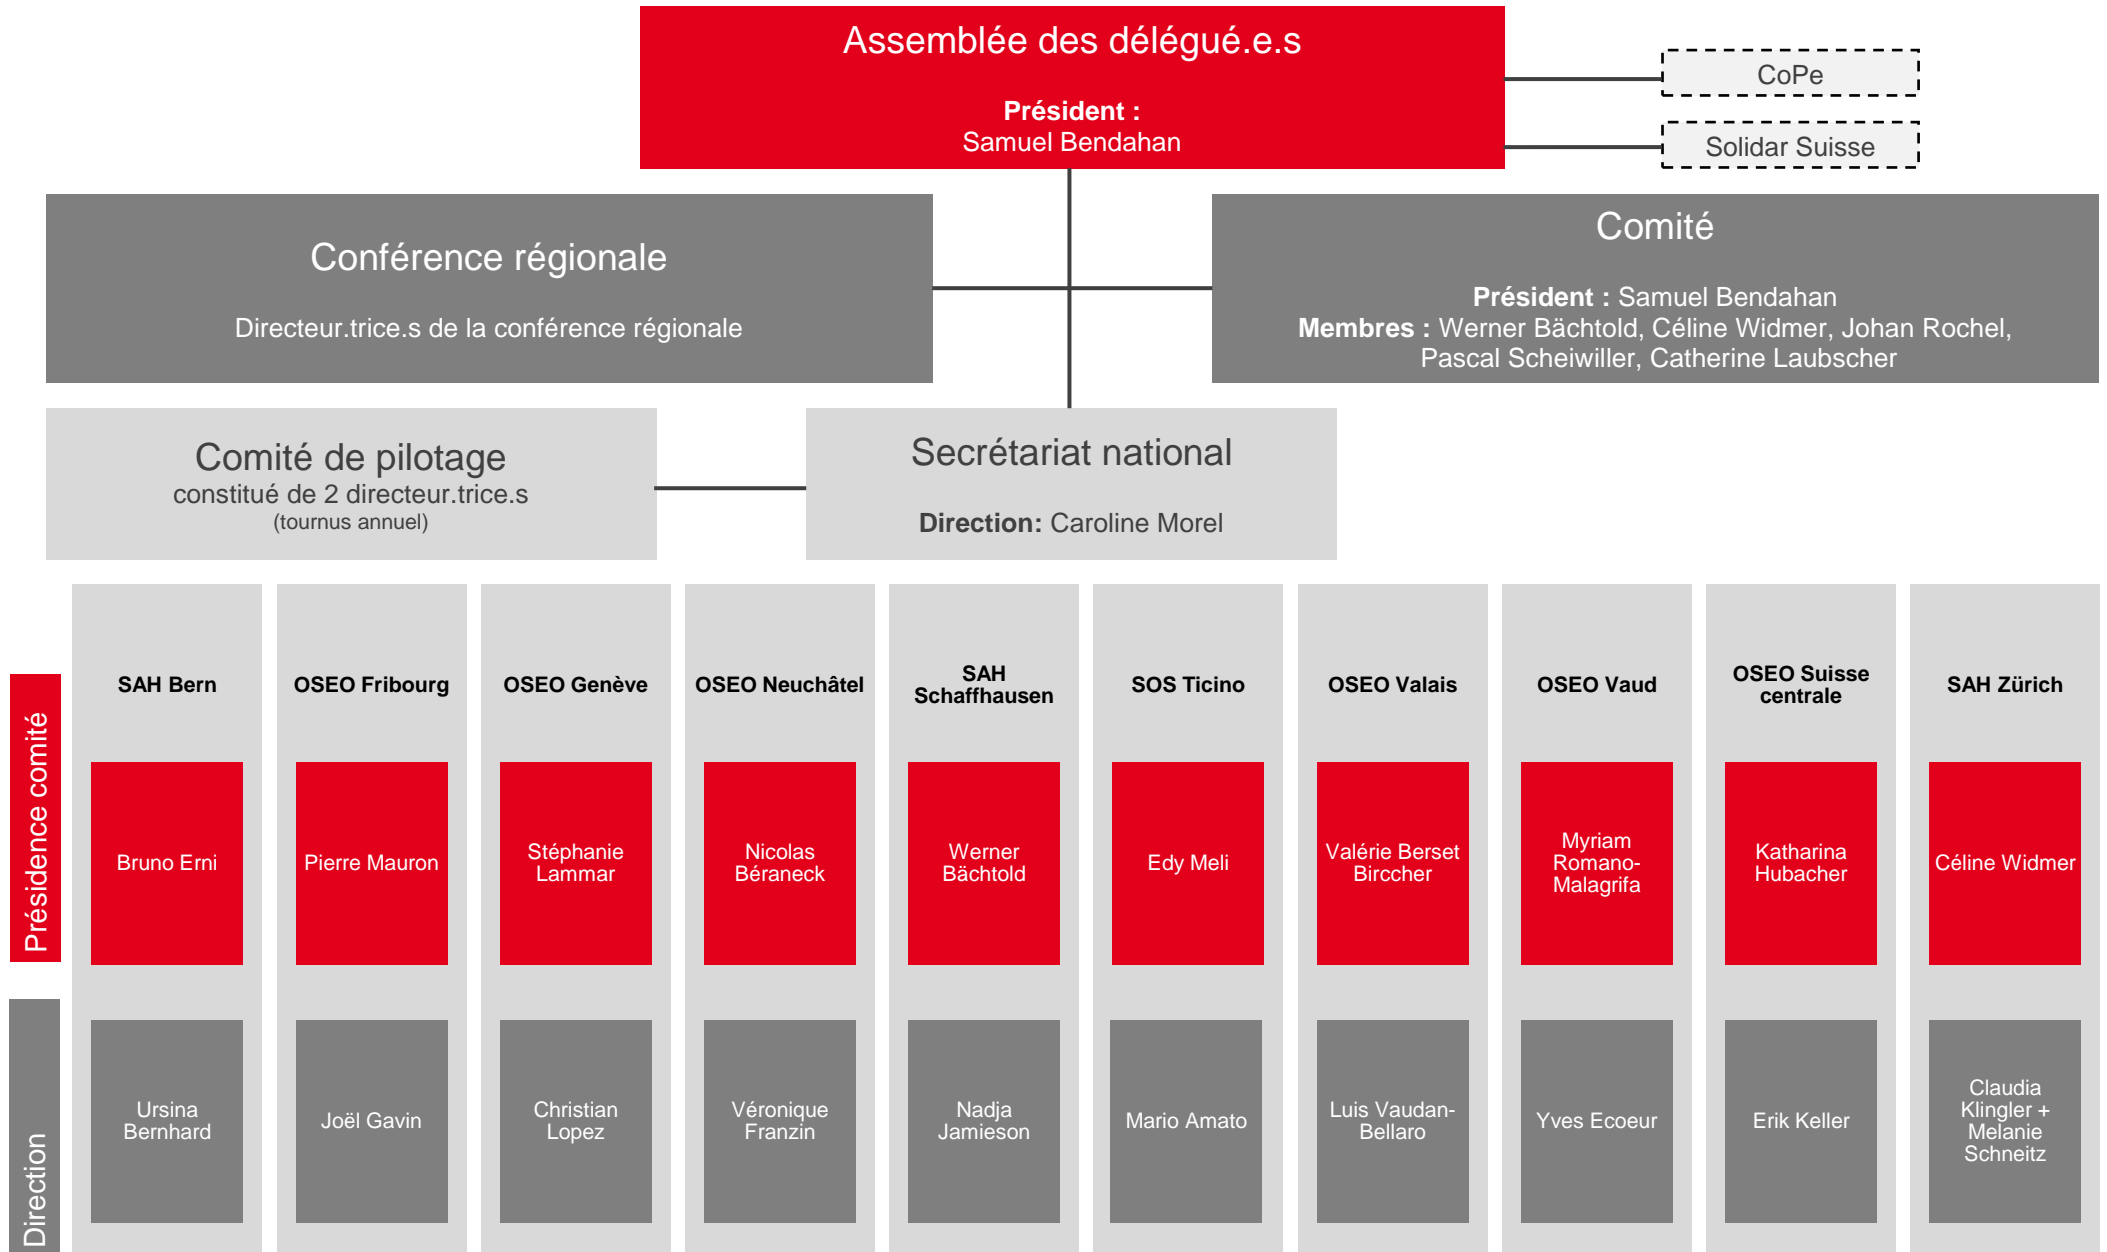 Assemblée des délégué.e.s
Président :
Samuel Bendahan
CoPe
Solidar Suisse
Conférence régionale
Directeur.trice.s de la conférence régionale
Comité
Président : Samuel Bendahan
Membres : Werner Bächtold, Céline Widmer, Johan Rochel,
Pascal Scheiwiller, Catherine Laubscher
Comité de pilotage
constitué de 2 directeur.trice.s
(tournus annuel)
Secrétariat national
Direction: Caroline Morel
SAH Bern
OSEO Fribourg
OSEO Genève
OSEO Neuchâtel
SAH
Schaffhausen
SOS Ticino
OSEO Valais
OSEO Vaud
OSEO Suisse
centrale
SAH Zürich
Présidence comité
Bruno Erni
Pierre Mauron
Stéphanie
Lammar
Nicolas
Béraneck
Werner
Bächtold
Edy Meli
Valérie Berset
Birccher
Myriam
Romano-
Malagrifa
Katharina
Hubacher
Céline Widmer
Direction
Ursina
Bernhard
Joël Gavin
Christian
Lopez
Véronique
Franzin
Nadja
Jamieson
Mario Amato
Luis Vaudan-
Bellaro
Yves Ecoeur
Erik Keller
Claudia
Klingler +
Melanie
Schneitz